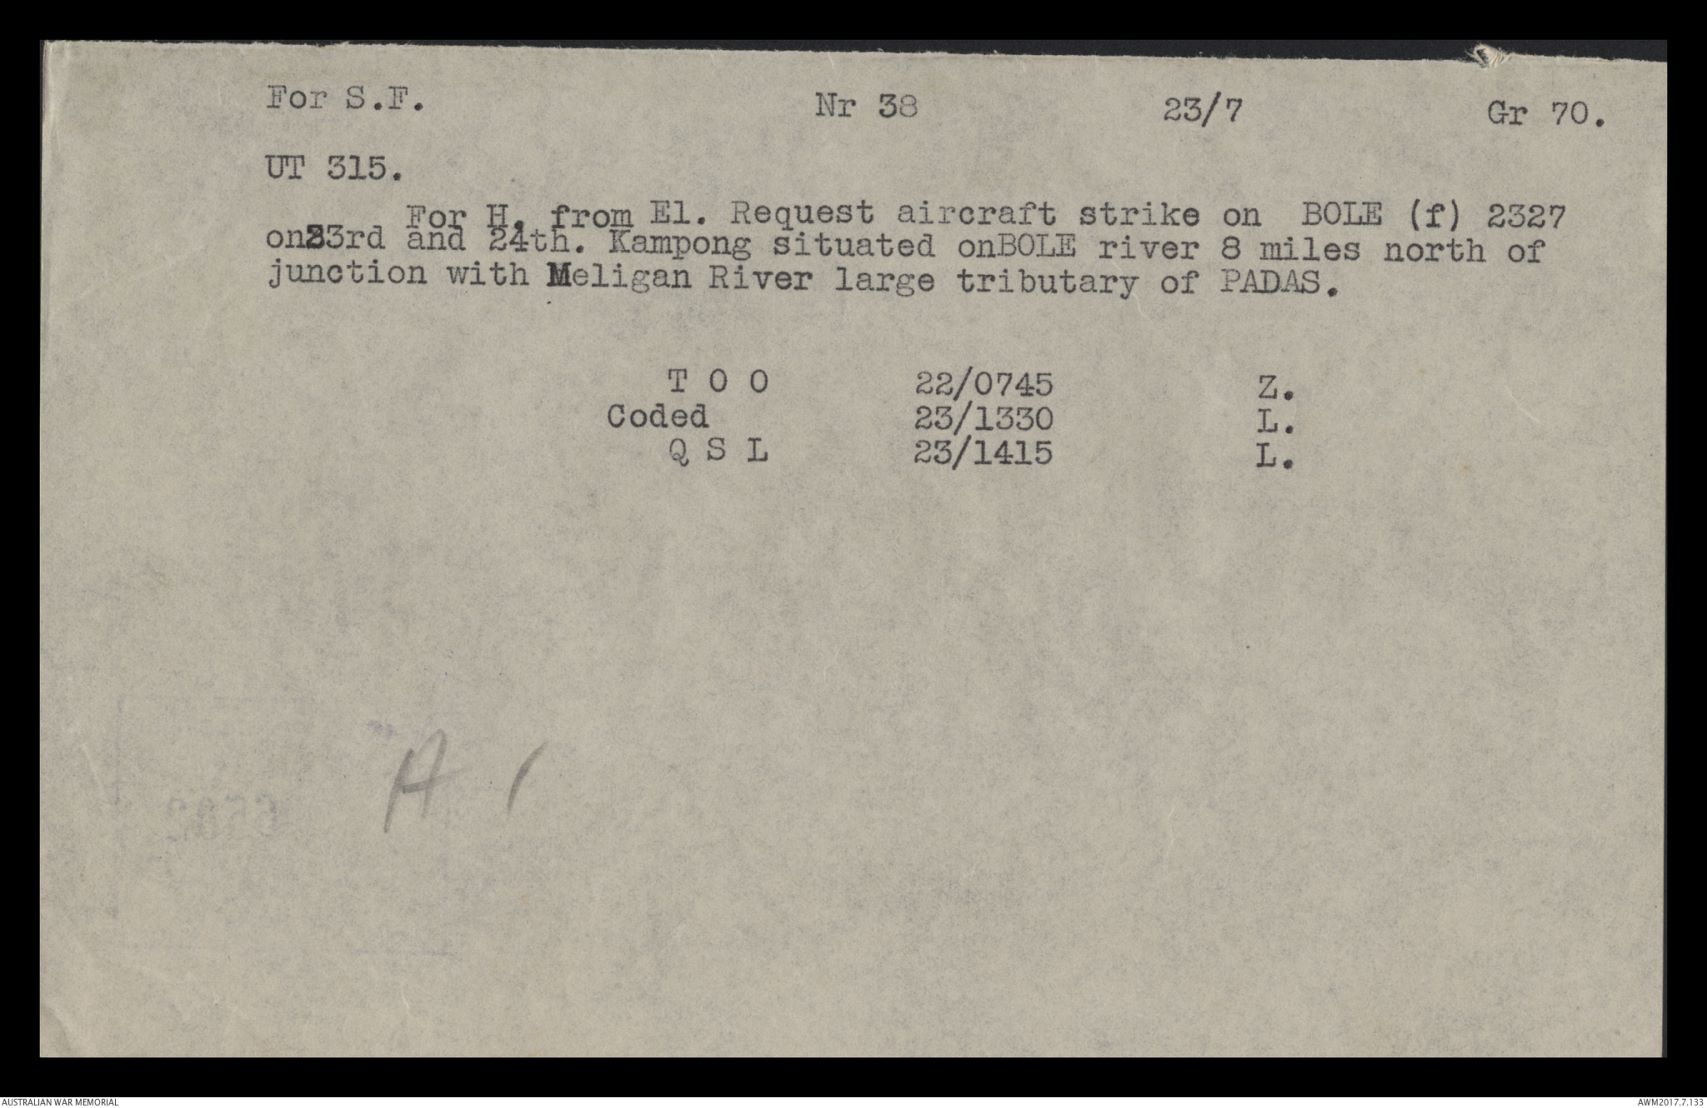 For S.F. Nr 38 23/7 Gr 70.
UT 315.
For H. from El. Request aircraft strike on BOLE (f) 2327
on23rd and 24th. Kampong situated onBOLE river 8 miles north of
junction with Meligan River large tributary of PADAS.
T O O 22/0745 Z.
Coded 23/1330 L.
Q S L 23/1415 L.
A 1
AUSTRALIAN WAR MEMORIAL AWM2017.7.133